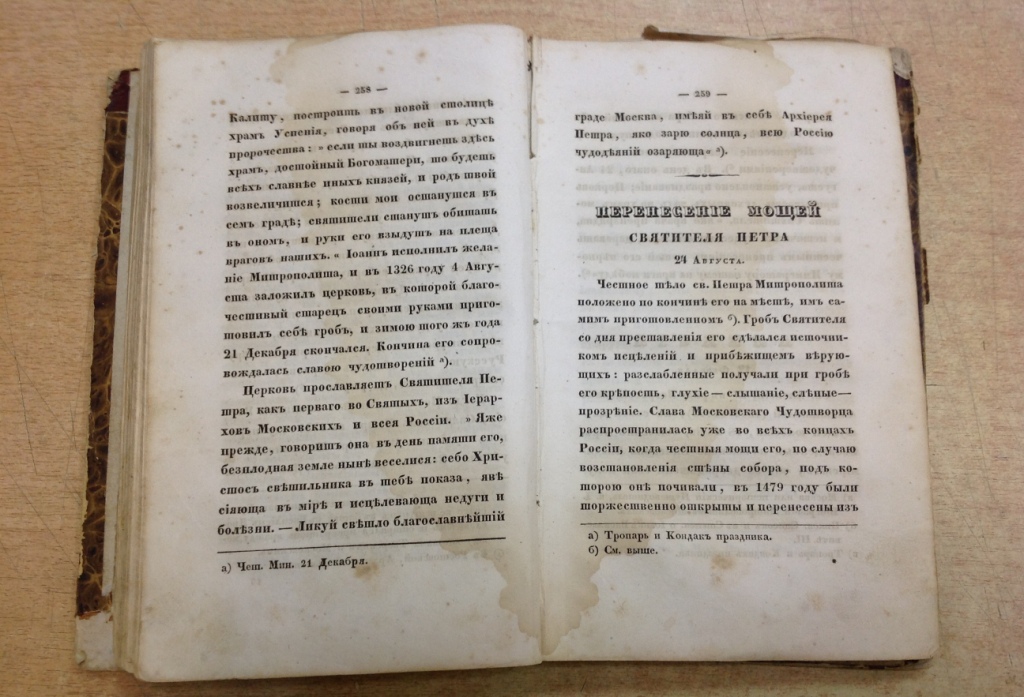 — 258 —
Калиту, построить въ новой столицѣ
храмъ Успенія, говоря объ ней въ духѣ
пророчества: » если ты воздвигнешь здѣсь
храмъ, достойный Богоматери, то будешь
всѣхъ славнѣе иныхъ князей, и родъ твой
возвеличится; кости мои останутся въ
семъ градѣ; святители станутъ обитать
въ ономъ, и руки его взыдутъ на плеща
враговъ нашихъ. « Іоаннъ исполнилъ жела-
ніе Митрополита, и въ 1326 году 4 Авгу-
ста заложилъ церковь, въ которой благо-
честивый старецъ своими руками приго-
товилъ себѣ гробъ, и зимою того жъ года
21 Декабря скончался. Кончина его сопро-
вождалась славою чудотвореній а).
Церковь прославляетъ Святителя Пе-
тра, какъ перваго во Святыхъ, изъ Іерар-
ховъ Московскихъ и всея Россіи. » Яже
прежде, говоритъ она въ день памяти его,
безплодная земле нынѣ веселися: себо Хри-
стосъ свѣтильника въ тебѣ показа, явѣ
сіяюща въ мірѣ и исцѣлевающа недуги и
болѣзни. — Ликуй свѣтло благославнѣйшій
а) Чет. Мин. 21 Декабря.
— 259 —
граде Москва, имѣяй въ себѣ Архіерея
Петра, яко зарю солнца, всю Россію
чудодѣяній озаряюща« а).
ПЕРЕНЕСЕНІЕ МОЩЕЙ
СВЯТИТЕЛЯ ПЕТРА
24 Августа.
Честное тѣло св. Петра Митрополита
положено по кончинѣ его на мѣстѣ, имъ са-
мимъ приготовленномъ б). Гробъ Святителя
со дня преставленія его сдѣлался источни-
комъ исцѣленій и прибѣжищемъ вѣрую-
щихъ: разслабленные получали при гробѣ
его крѣпость, глухіе — слышаніе, слѣпые—
прозрѣніе. Слава Московскаго Чудотворца
распространилась уже во всѣхъ концахъ
Россіи, когда честныя мощи его, по случаю
возстановленія стѣны собора, подъ ко-
торою онѣ почивали, въ 1479 году были
торжественно открыты и перенесены изъ
а) Тропарь и Кондакъ праздника.
б) См. выше.